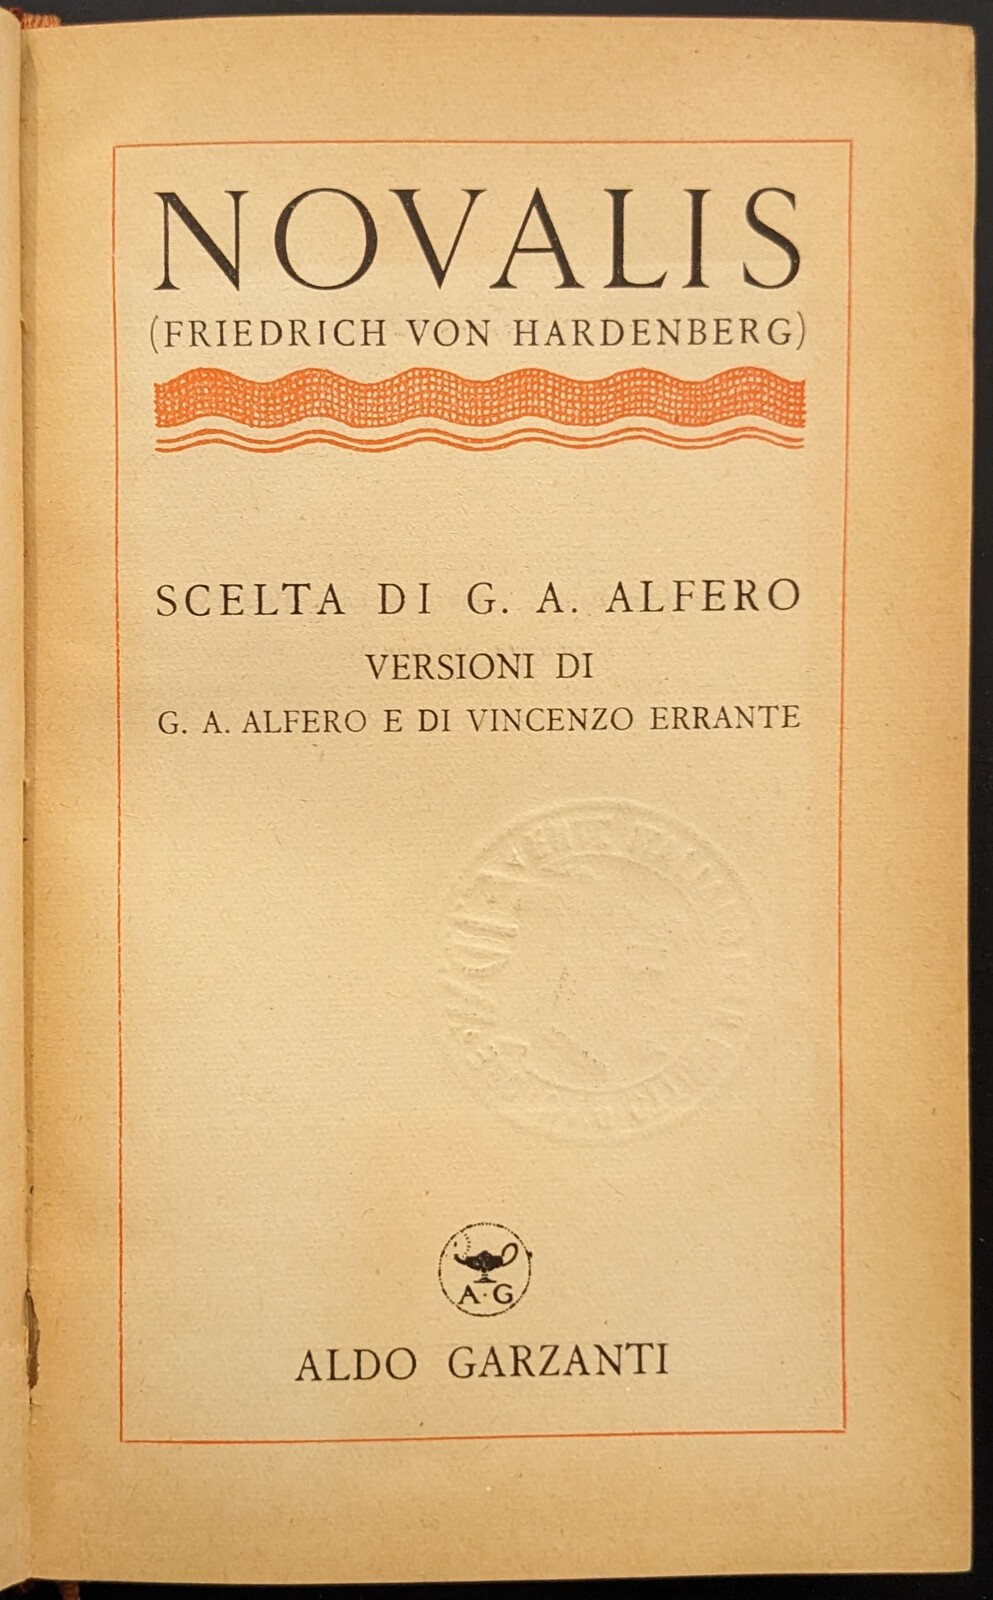 NOVALIS
(FRIEDRICH VON HARDENBERG)
SCELTA DI G. A. ALFERO
VERSIONI DI
G. A. ALFERO E DI VINCENZO ERRANTE
A·G
ALDO GARZANTI